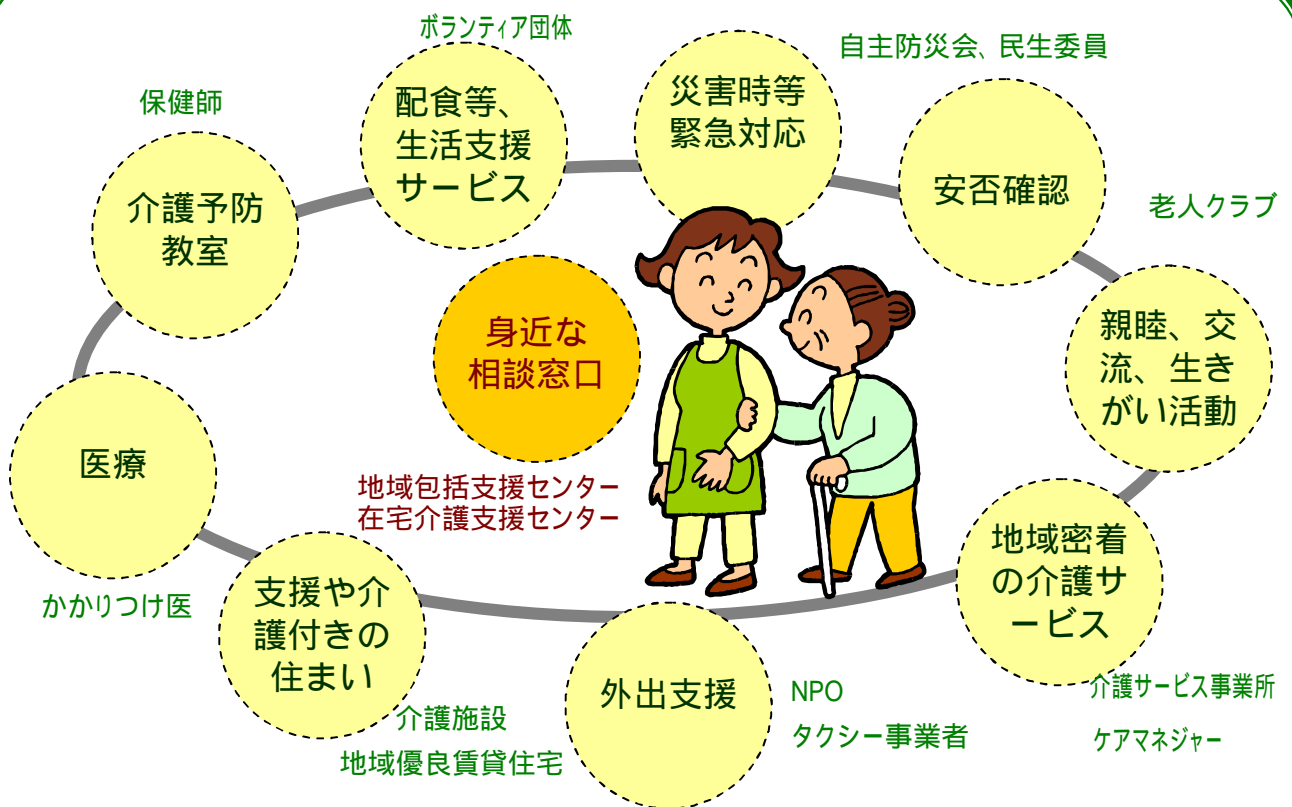 ボランティア団体
自主防災会、民生委員
保健師
配食等、
生活支援
サービス
災害時等
緊急対応
安否確認
老人クラブ
介護予防
教室
身近な
相談窓口
親睦、交
流、生き
がい活動
医療
地域包括支援センター
在宅介護支援センター
地域密着
の介護サ
ービス
かかりつけ医
支援や介
護付きの
住まい
外出支援
NPO
タクシー事業者
介護サービス事業所
ケアマネジャー
介護施設
地域優良賃貸住宅